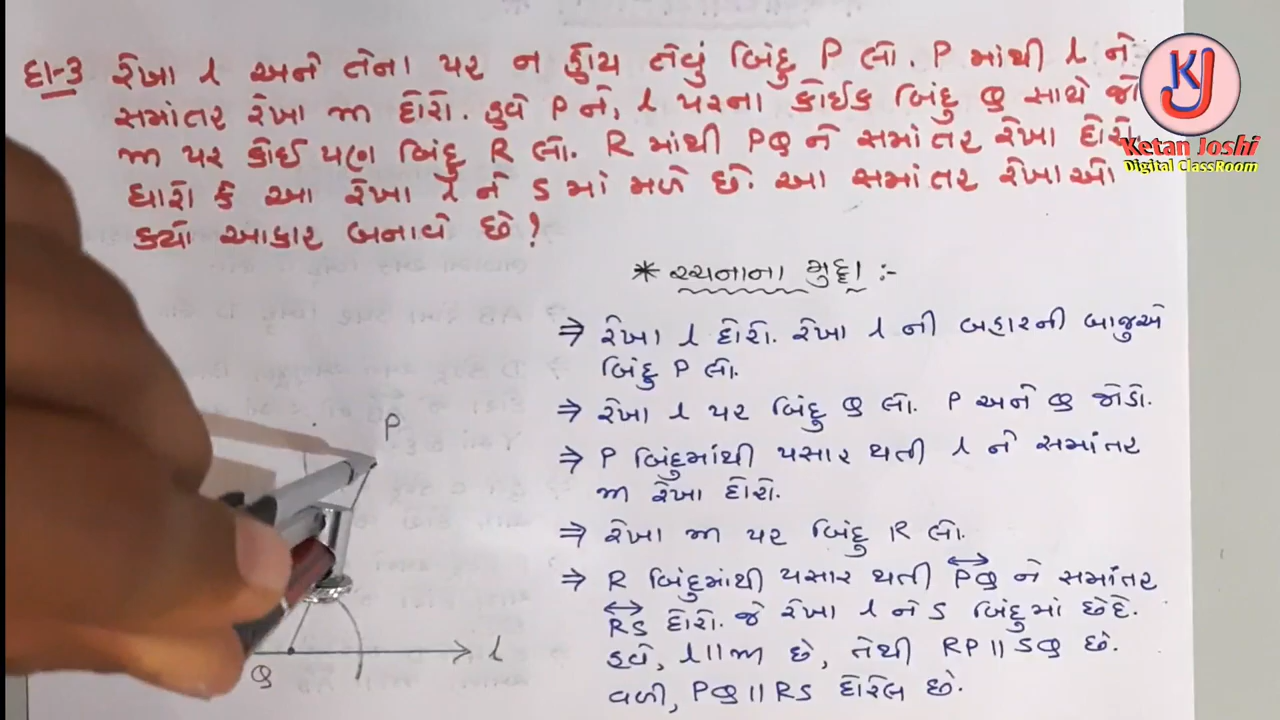 દા-3 રેખા l અને તેના પર ન હોય તેવું બિંદુ P લો. P માંથી l ને
સમાંતર રેખા m દોરો. હવે P ને, l પરના કોઈક બિંદુ Q સાથે જો
m પર કોઈ પણ બિંદુ R લો. R માંથી PQ ને સમાંતર રેખા દોરો.
ધારો કે આ રેખા l ને S માં મળે છે. આ સમાંતર રેખાઓ
કયો આકાર બનાવે છે?
KJ
Ketan Joshi
Digital ClassRoom
* રચનાના મુદ્દા :-
⇒ રેખા l દોરો. રેખા l ની બહારની બાજુએ
બિંદુ P લો.
⇒ રેખા l પર બિંદુ Q લો. P અને Q જોડો.
⇒ P બિંદુમાંથી પસાર થતી l ને સમાંતર
m રેખા દોરો.
⇒ રેખા m પર બિંદુ R લો.
⇒ R બિંદુમાંથી પસાર થતી PQ ને સમાંતર
RS દોરો. જે રેખા l ને S બિંદુમાં છેદે.
હવે, l || m છે, તેથી RP || SQ છે.
વળી, PQ || RS દોરેલ છે.
P
l
Q